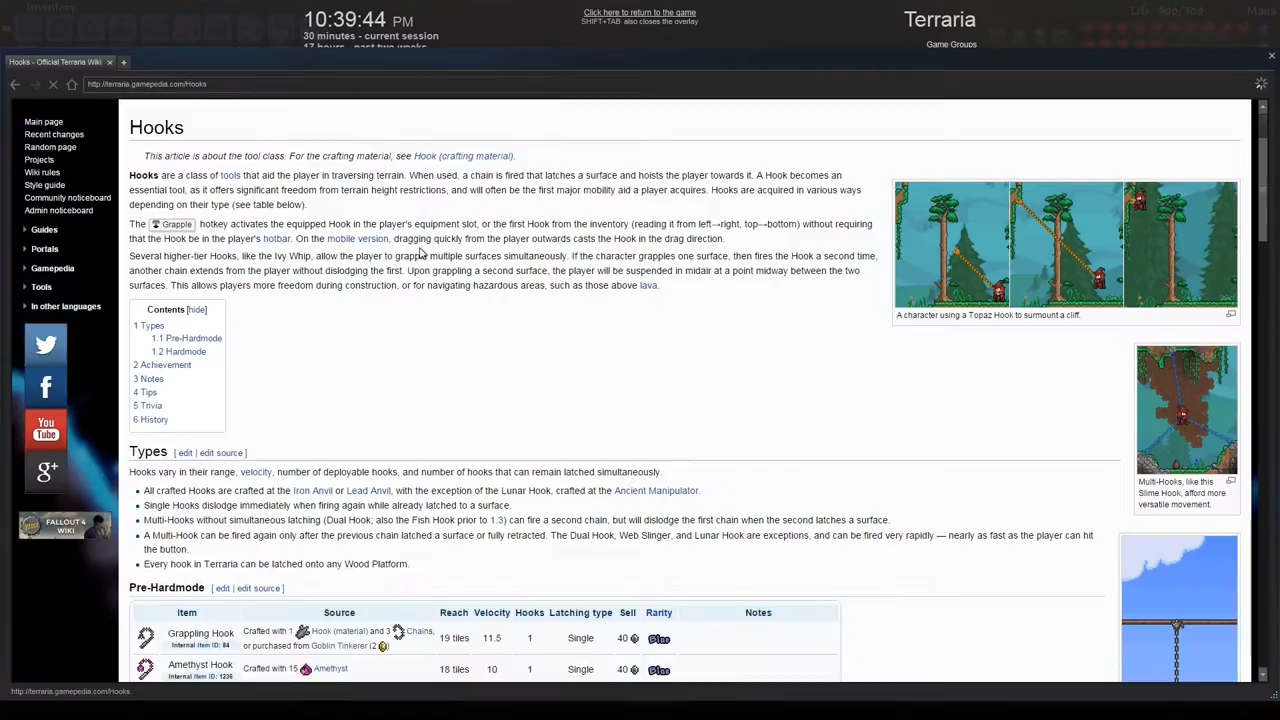 Inventory
10:39:44 PM
30 minutes - current session
17 hours - past two weeks
Click here to return to the game
SHIFT+TAB also closes the overlay
Terraria
Game Groups
Hooks - Official Terraria Wiki
http://terraria.gamepedia.com/Hooks
Main page
Recent changes
Random page
Projects
Wiki rules
Style guide
Community noticeboard
Admin noticeboard
Guides
Portals
Gamepedia
Tools
In other languages
You
Tube
g+
FALLOUT 4
WIKI
Hooks
This article is about the tool class. For the crafting material, see Hook (crafting material).
Hooks are a class of tools that aid the player in traversing terrain. When used, a chain is fired that latches a surface and hoists the player towards it. A Hook becomes an
essential tool, as it offers significant freedom from terrain height restrictions, and will often be the first major mobility aid a player acquires. Hooks are acquired in various ways
depending on their type (see table below).
The Grapple hotkey activates the equipped Hook in the player's equipment slot, or the first Hook from the inventory (reading it from left→right, top→bottom) without requiring
that the Hook be in the player's hotbar. On the mobile version, dragging quickly from the player outwards casts the Hook in the drag direction.
Several higher-tier Hooks, like the Ivy Whip, allow the player to grapple multiple surfaces simultaneously. If the character grapples one surface, then fires the Hook a second time,
another chain extends from the player without dislodging the first. Upon grappling a second surface, the player will be suspended in midair at a point midway between the two
surfaces. This allows players more freedom during construction, or for navigating hazardous areas, such as those above lava.
A character using a Topaz Hook to surmount a cliff.
Contents [hide]
1 Types
1.1 Pre-Hardmode
1.2 Hardmode
2 Achievement
3 Notes
4 Tips
5 Trivia
6 History
Multi-Hooks, like this
Slime Hook, afford more
versatile movement.
Types [ edit | edit source ]
Hooks vary in their range, velocity, number of deployable hooks, and number of hooks that can remain latched simultaneously.
• All crafted Hooks are crafted at the Iron Anvil or Lead Anvil, with the exception of the Lunar Hook, crafted at the Ancient Manipulator.
• Single Hooks dislodge immediately when firing again while already latched to a surface.
• Multi-Hooks without simultaneous latching (Dual Hook; also the Fish Hook prior to 1.3) can fire a second chain, but will dislodge the first chain when the second latches a surface.
• A Multi-Hook can be fired again only after the previous chain latched a surface or fully retracted. The Dual Hook, Web Slinger, and Lunar Hook are exceptions, and can be fired very rapidly — nearly as fast as the player can hit
the button.
• Every hook in Terraria can be latched onto any Wood Platform.
Pre-Hardmode [ edit | edit source ]
Item Source Reach Velocity Hooks Latching type Sell Rarity Notes
Grappling Hook
Internal Item ID: 84
Crafted with 1 Hook (material) and 3 Chains,
or purchased from Goblin Tinkerer (2 )
19 tiles 11.5 1 Single 40 Blue
Amethyst Hook
Internal Item ID: 1236
Crafted with 15 Amethyst
18 tiles 10 1 Single 40 Blue
http://terraria.gamepedia.com/Hooks